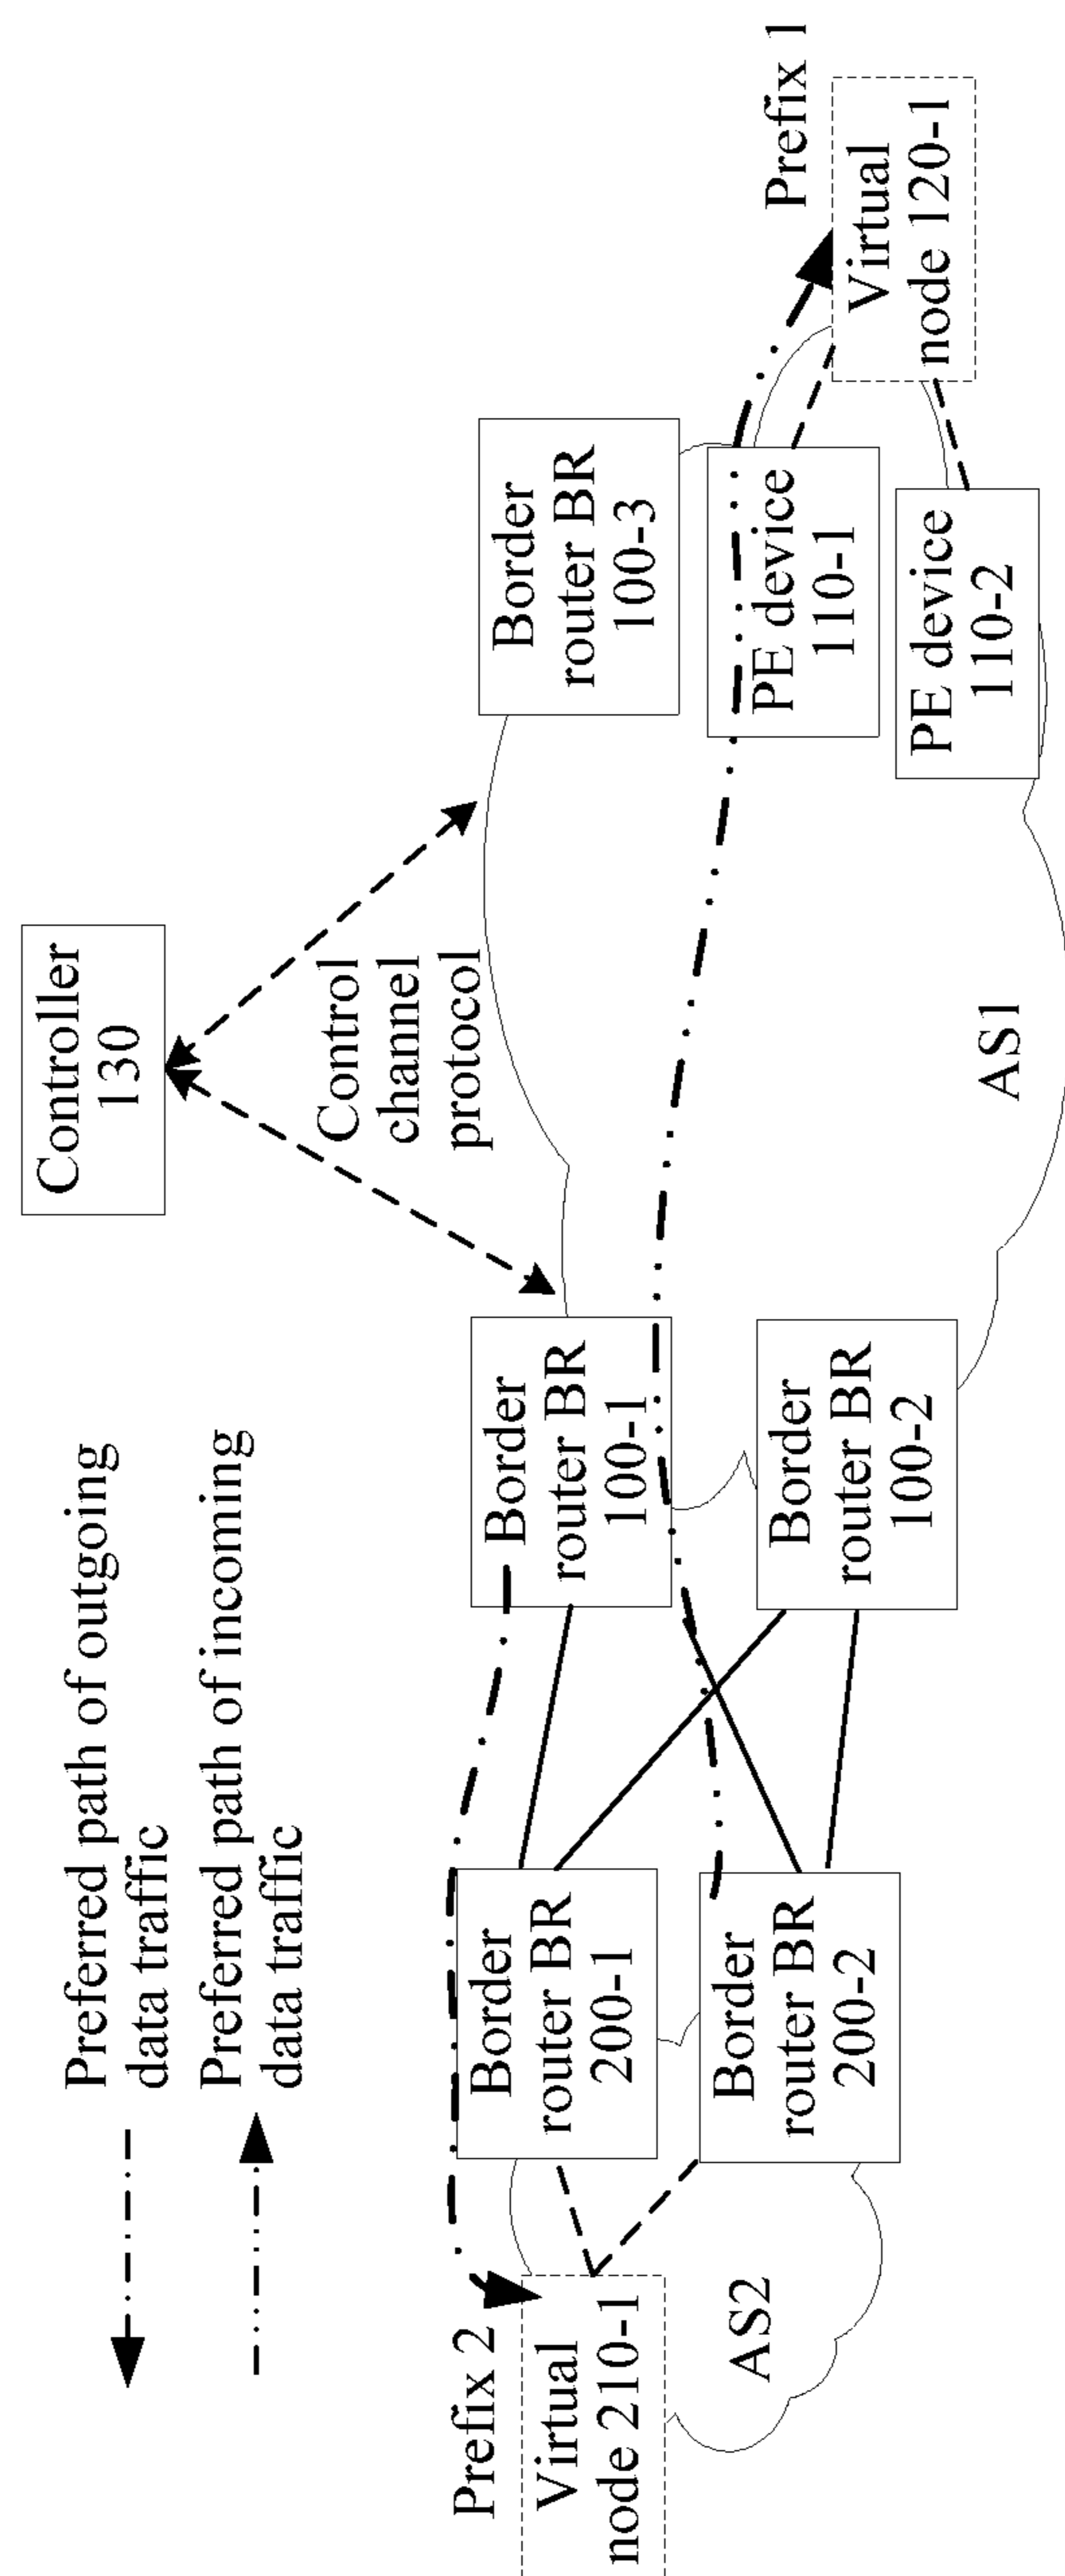 Preferred path of outgoing
data traffic
Preferred path of incoming
data traffic
Controller
130
Control
channel
protocol
Prefix 2
Virtual
node 210-1
AS2
Border
router BR
200-1
Border
router BR
200-2
Border
router BR
100-1
Border
router BR
100-2
AS1
Border
router BR
100-3
PE device
110-1
PE device
110-2
Prefix 1
Virtual
node 120-1